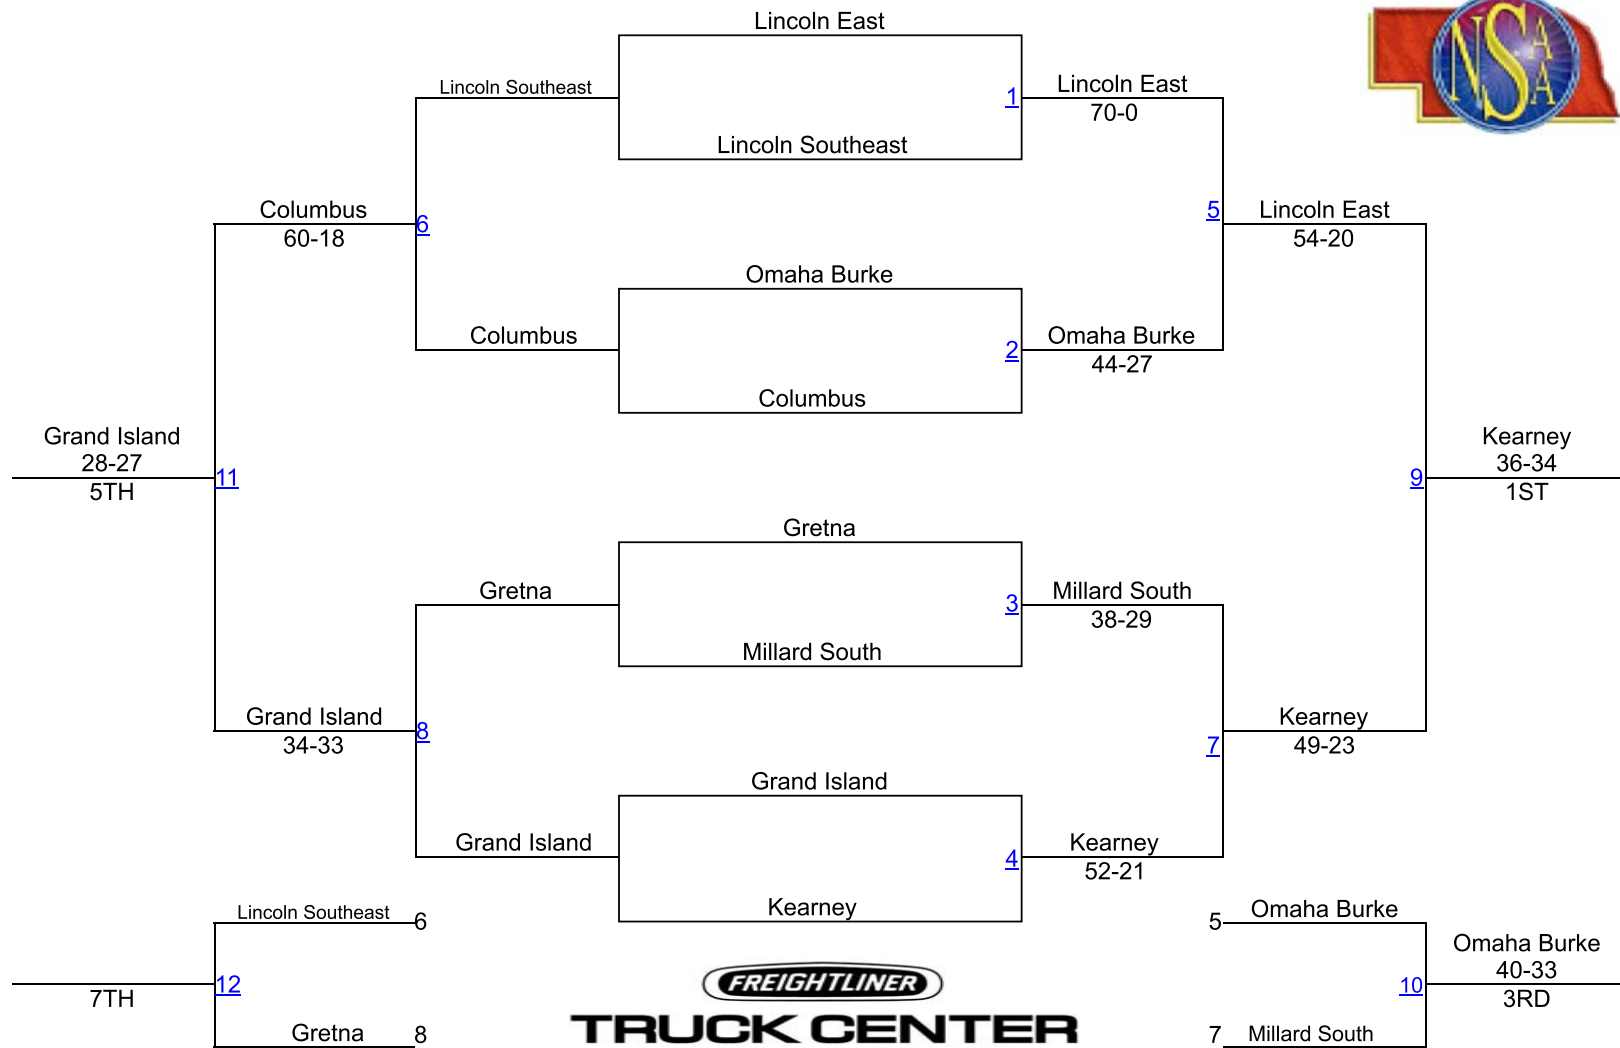 Lincoln East
Lincoln Southeast
1
Lincoln East
70-0
Lincoln Southeast
Columbus
60-18
6
5
Lincoln East
54-20
Omaha Burke
Columbus
2
Omaha Burke
44-27
Columbus
Grand Island
28-27
5TH
11
9
Kearney
36-34
1ST
Gretna
Gretna
3
Millard South
38-29
Millard South
Grand Island
34-33
8
7
Kearney
49-23
Grand Island
Grand Island
4
Kearney
52-21
Kearney
Lincoln Southeast
6
12
7TH
Gretna
8
5
Omaha Burke
10
Omaha Burke
40-33
3RD
7
Millard South
NSAA
FREIGHTLINER
TRUCK CENTER